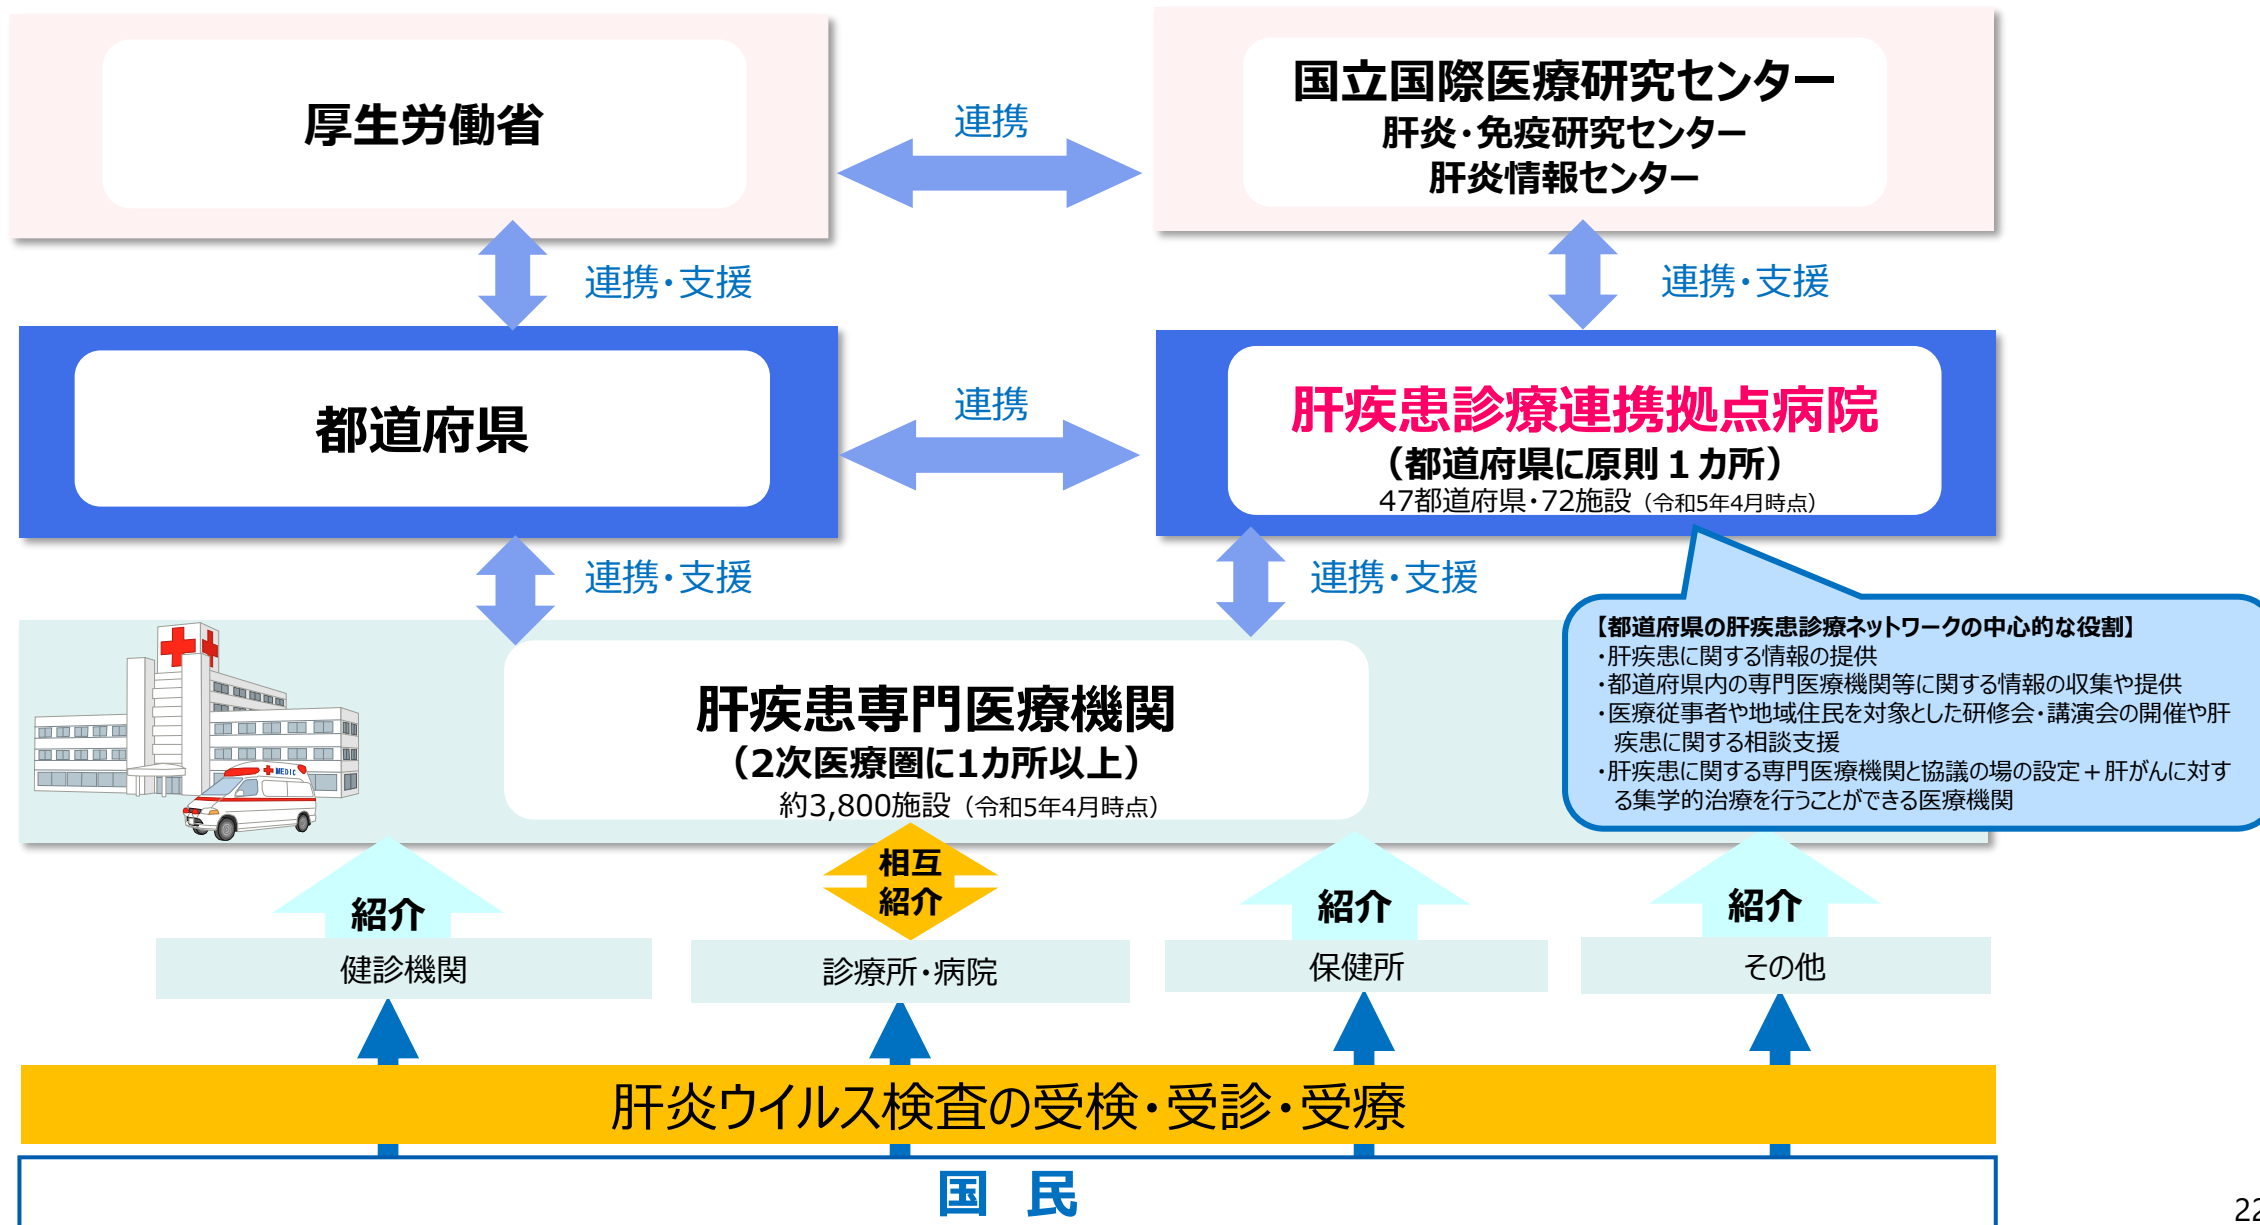 厚生労働省
連携
国立国際医療研究センター
肝炎・免疫研究センター
肝炎情報センター
連携・支援
連携・支援
都道府県
連携
肝疾患診療連携拠点病院
（都道府県に原則１カ所）
47都道府県・72施設（令和5年4月時点）
連携・支援
連携・支援
【都道府県の肝疾患診療ネットワークの中心的な役割】
・肝疾患に関する情報の提供
・都道府県内の専門医療機関等に関する情報の収集や提供
・医療従事者や地域住民を対象とした研修会・講演会の開催や肝
疾患に関する相談支援
・肝疾患に関する専門医療機関と協議の場の設定＋肝がんに対す
る集学的治療を行うことができる医療機関
MEDIC
肝疾患専門医療機関
（2次医療圏に1カ所以上）
約3,800施設（令和5年4月時点）
紹介
相互
紹介
紹介
紹介
健診機関
診療所・病院
保健所
その他
肝炎ウイルス検査の受検・受診・受療
国 民
22